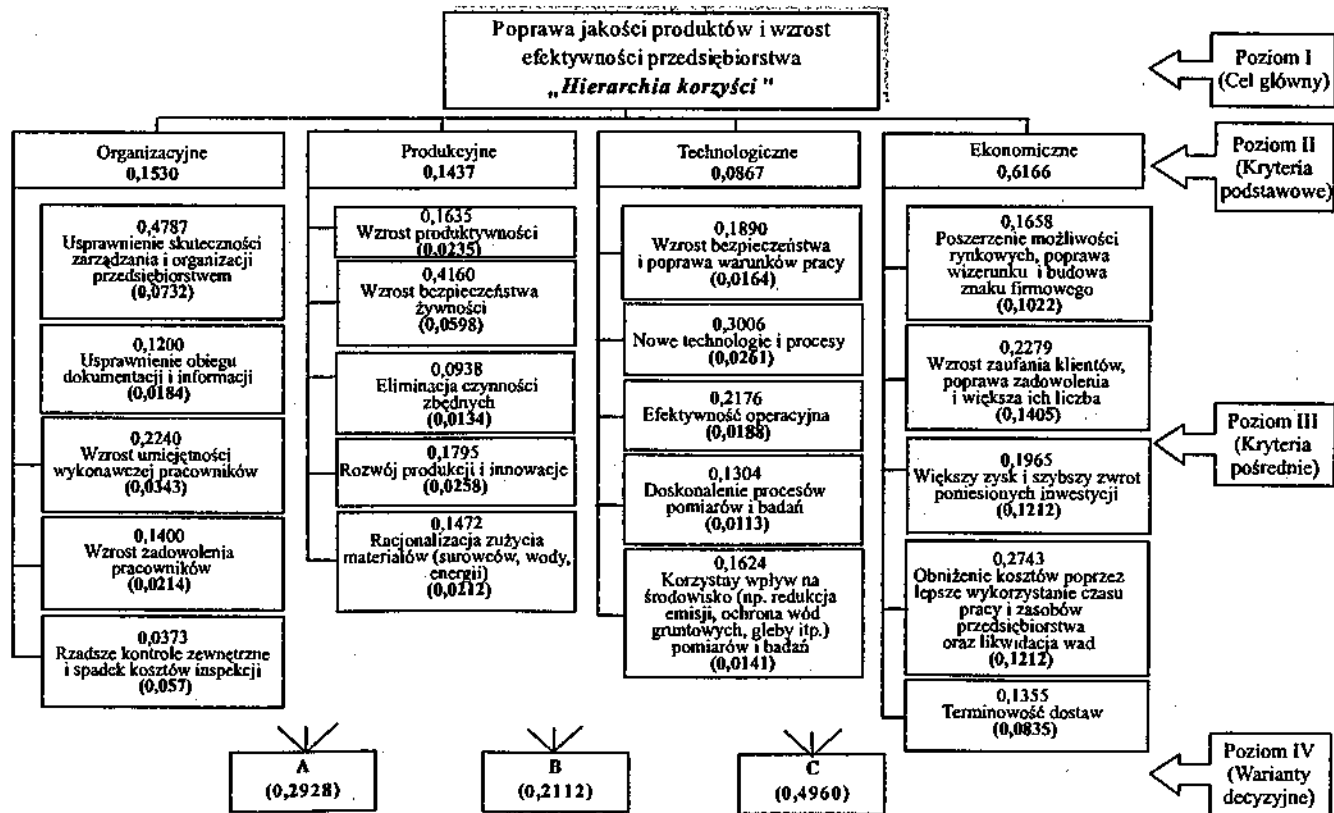 Poprawa jakości produktów i wzrost
efektywności przedsiębiorstwa
„Hierarchia korzyści "
Poziom I
(Cel główny)
Organizacyjne
0,1530
Produkcyjne
0,1437
Technologiczne
0,0867
Ekonomiczne
0,6166
Poziom II
(Kryteria
podstawowe)
0,4787
Usprawnienie skuteczności
zarządzania i organizacji
przedsiębiorstwem
(0,0732)
0,1200
Usprawnienie obiegu
dokumentacji i informacji
(0,0184)
0,2240
Wzrost umiejętności
wykonawczej pracowników
(0,0343)
0,1400
Wzrost zadowolenia
pracowników
(0,0214)
0,0373
Rzadsze kontrole zewnętrzne
i spadek kosztów inspekcji
(0,057)
0,1635
Wzrost produktywności
(0,0235)
0,4160
Wzrost bezpieczeństwa
żywności
(0,0598)
0,0938
Eliminacja czynności
zbędnych
(0,0134)
0,1795
Rozwój produkcji i innowacje
(0,0258)
0,1472
Racjonalizacja zużycia
materiałów (surowców, wody,
energii)
(0,0212)
0,1890
Wzrost bezpieczeństwa
i poprawa warunków pracy
(0,0164)
0,3006
Nowe technologie i procesy
(0,0261)
0,2176
Efektywność operacyjna
(0,0188)
0,1304
Doskonalenie procesów
pomiarów i badań
(0,0113)
0,1624
Korzystny wpływ na
środowisko (np. redukcja
emisji, ochrona wód
gruntowych, gleby itp.)
pomiarów i badań
(0,0141)
0,1658
Poszerzenie możliwości
rynkowych, poprawa
wizerunku i budowa
znaku firmowego
(0,1022)
0,2279
Wzrost zaufania klientów,
poprawa zadowolenia
i większa ich liczba
(0,1405)
0,1965
Większy zysk i szybszy zwrot
poniesionych inwestycji
(0,1212)
0,2743
Obniżenie kosztów poprzez
lepsze wykorzystanie czasu
pracy i zasobów
przedsiębiorstwa
oraz likwidacja wad
(0,1212)
0,1355
Terminowość dostaw
(0,0835)
Poziom III
(Kryteria
pośrednie)
A
(0,2928)
B
(0,2112)
C
(0,4960)
Poziom IV
(Warianty
decyzyjne)